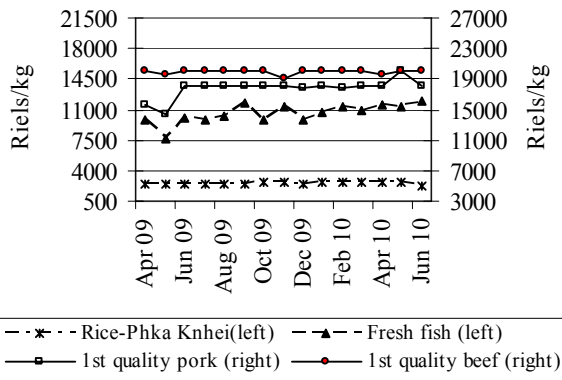 21500 27000
18000 23000
14500 19000
11000 15000
7500 11000
4000 7000
500 3000
Riels/kg
Riels/kg
Apr 09
Jun 09
Aug 09
Oct 09
Dec 09
Feb 10
Apr 10
Jun 10
Rice-Phka Knhei(left) Fresh fish (left)
1st quality pork (right) 1st quality beef (right)